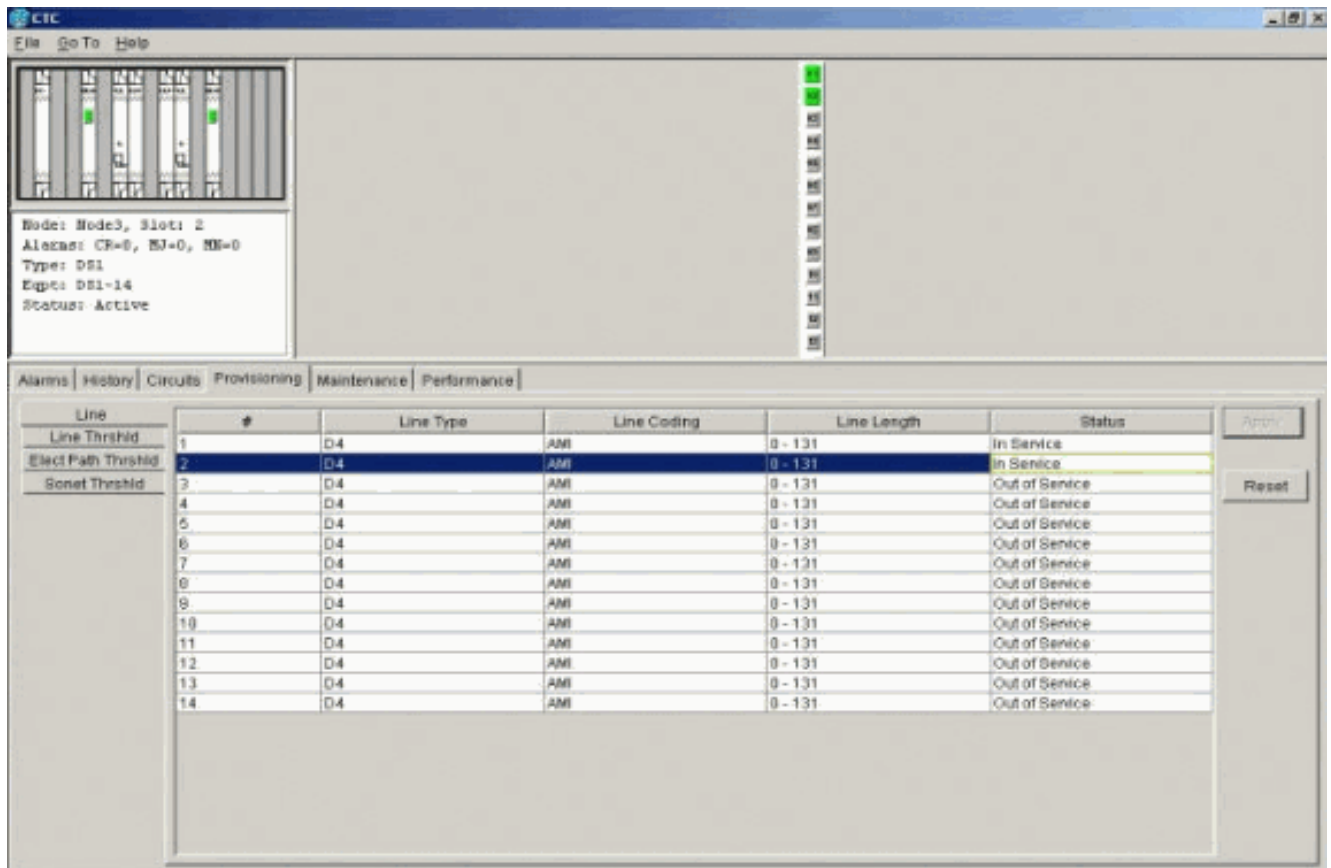 CTC
File Go To Help
Node: Node3, Slot: 2
Alarms: CR=0, MJ=0, MN=0
Type: DS1
Eqpt: DS1-14
Status: Active
Alarms History Circuits Provisioning Maintenance Performance
Line
Line Thrshld
Elect Path Thrshld
Sonet Thrshld
# Line Type Line Coding Line Length Status
1 D4 AMI 0 - 131 In Service
2 D4 AMI 0 - 131 In Service
3 D4 AMI 0 - 131 Out of Service
4 D4 AMI 0 - 131 Out of Service
5 D4 AMI 0 - 131 Out of Service
6 D4 AMI 0 - 131 Out of Service
7 D4 AMI 0 - 131 Out of Service
8 D4 AMI 0 - 131 Out of Service
9 D4 AMI 0 - 131 Out of Service
10 D4 AMI 0 - 131 Out of Service
11 D4 AMI 0 - 131 Out of Service
12 D4 AMI 0 - 131 Out of Service
13 D4 AMI 0 - 131 Out of Service
14 D4 AMI 0 - 131 Out of Service
Apply
Reset